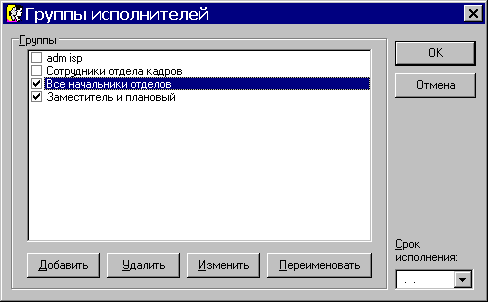 Группы исполнителей
Группы
adm isp
Сотрудники отдела кадров
Все начальники отделов
Заместитель и плановый
OK
Отмена
Добавить
Удалить
Изменить
Переименовать
Срок
исполнения:
. .